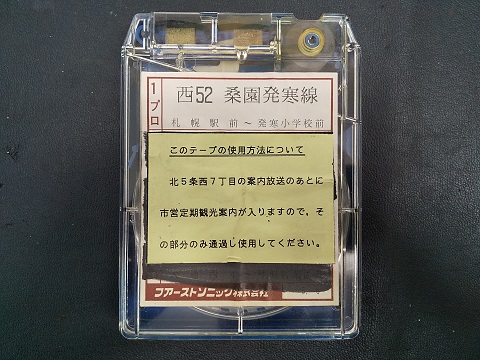 1プロ
西52 桑園発寒線
札幌駅前～発寒小学校前
このテープの使用方法について
北5条西7丁目の案内放送のあとに
市営定期観光案内が入りますので、そ
の部分のみ通過し使用してください。
ファーストソニック株式会社